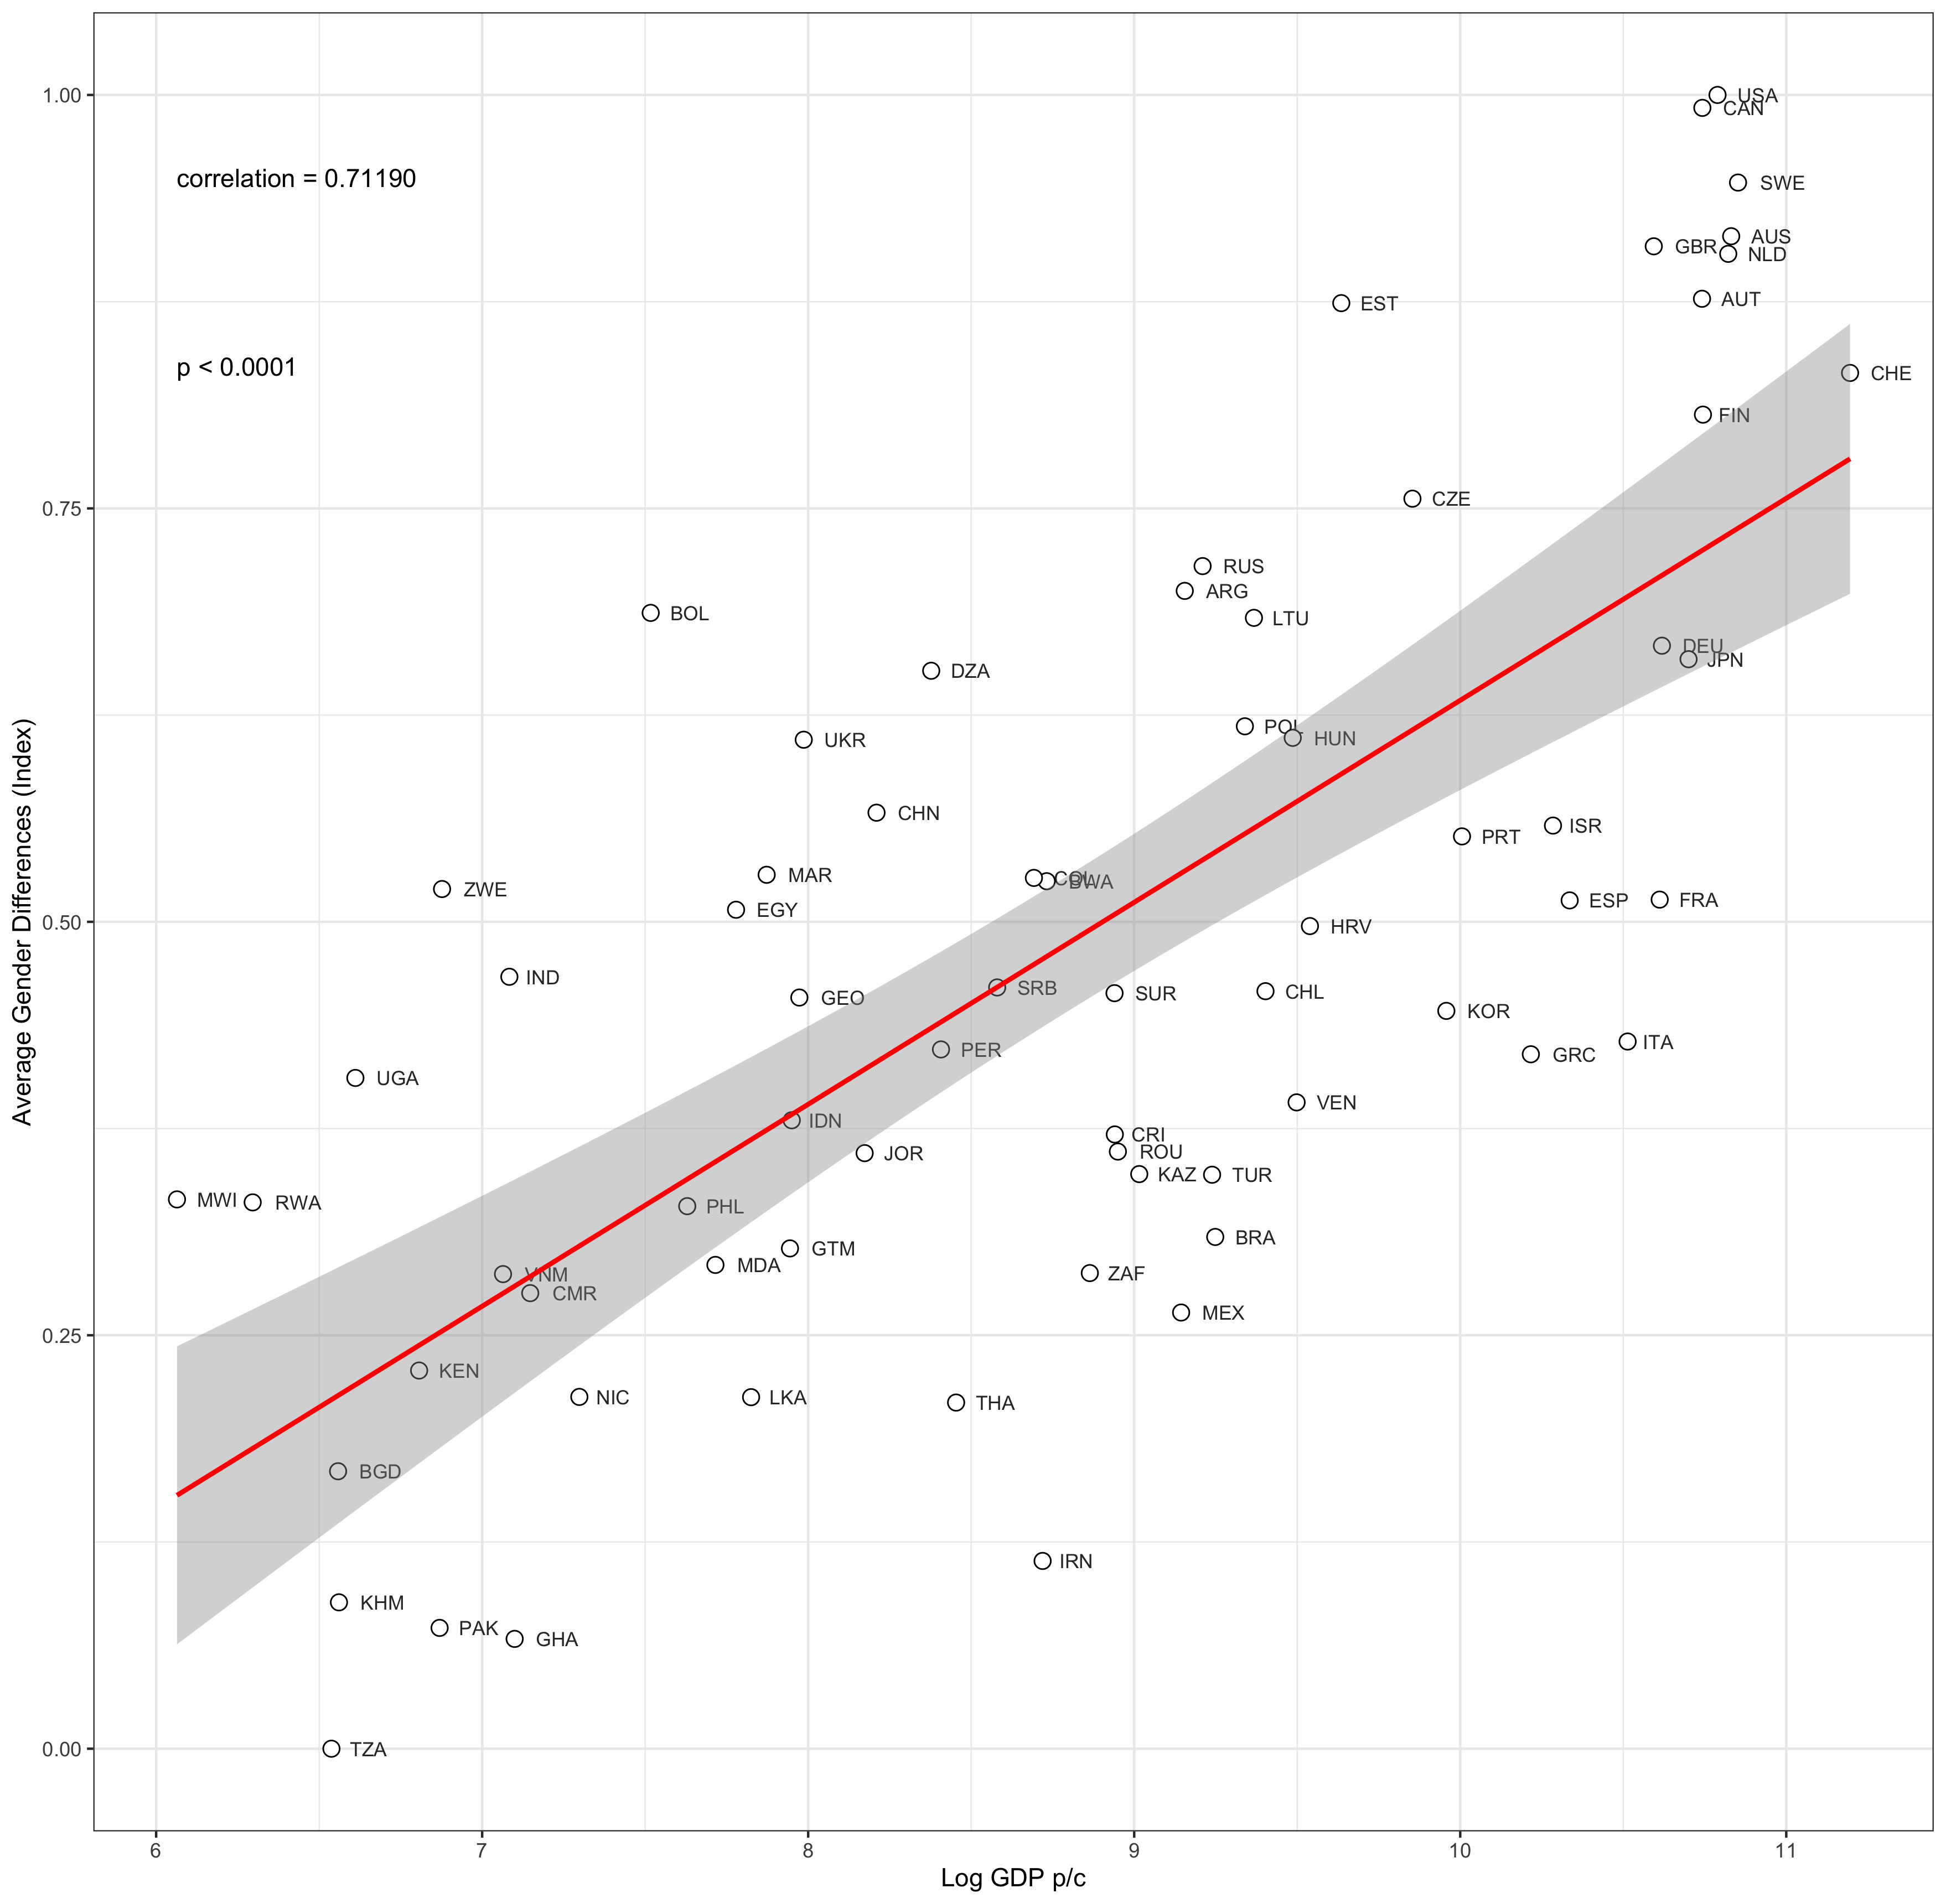 1.00
USA
CAN
correlation = 0.71190
SWE
AUS
GBR
NLD
AUT
EST
p < 0.0001
CHE
FIN
0.75
CZE
RUS
ARG
BOL
LTU
DEU
JPN
DZA
POL
HUN
UKR
CHN
ISR
PRT
MAR
COL
BWA
ZWE
ESP
FRA
EGY
0.50
HRV
IND
SRB
CHL
SUR
GEO
KOR
ITA
PER
GRC
UGA
VEN
IDN
CRI
ROU
JOR
KAZ
TUR
MWI
RWA
PHL
BRA
GTM
MDA
ZAF
VNM
CMR
MEX
0.25
KEN
NIC
LKA
THA
BGD
IRN
KHM
PAK
GHA
TZA
0.00
Average Gender Differences (Index)
6 7 8 9 10 11
Log GDP p/c